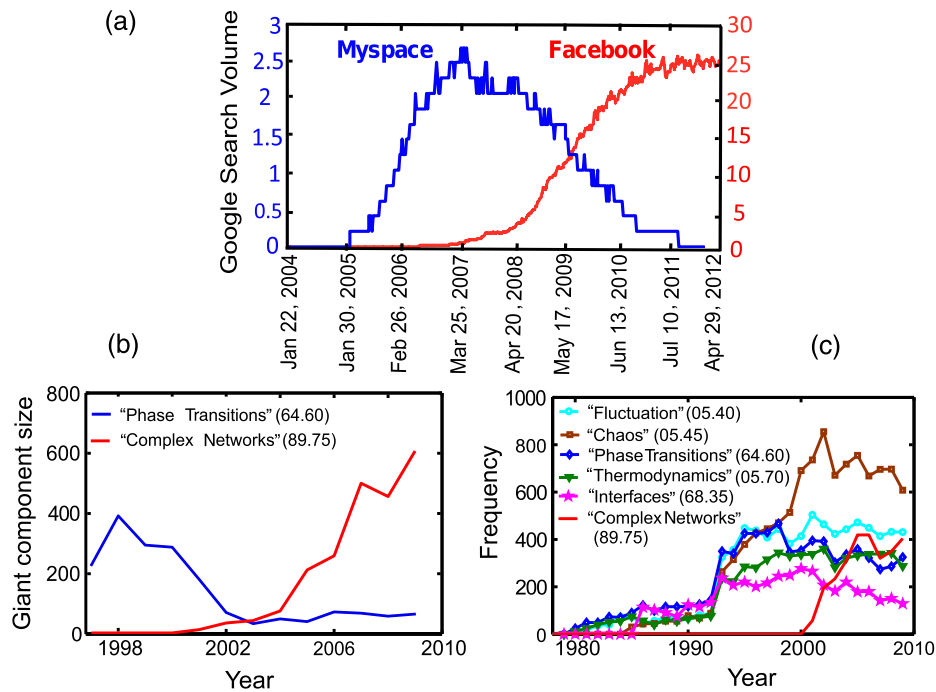 (a)
Google Search Volume
3
2.5
2
1.5
1
0.5
0
Myspace
Facebook
30
25
20
15
10
5
0
Jan 22, 2004
Jan 30, 2005
Feb 26, 2006
Mar 25, 2007
Apr 20, 2008
May 17, 2009
Jun 13, 2010
Jul 10, 2011
Apr 29, 2012
(b)
Giant component size
800
600
400
200
0
“Phase Transitions” (64.60)
“Complex Networks” (89.75)
1998
2002
2006
2010
Year
(c)
Frequency
1000
800
600
400
200
0
“Fluctuation” (05.40)
“Chaos” (05.45)
“Phase Transitions” (64.60)
“Thermodynamics” (05.70)
“Interfaces” (68.35)
“Complex Networks”
(89.75)
1980
1990
2000
2010
Year